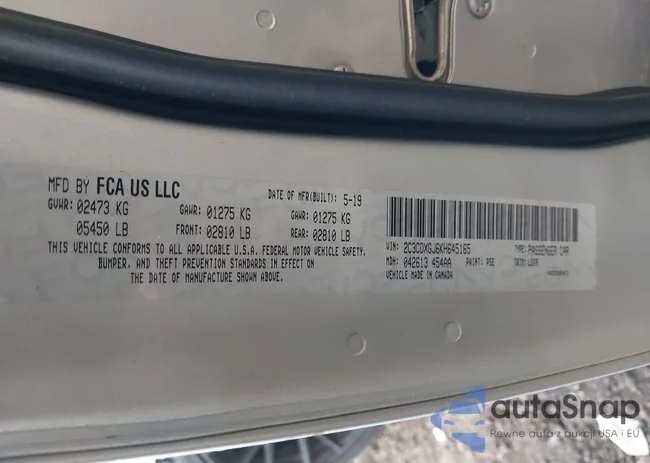 MFD BY FCA US LLC
DATE OF MFR(BUILT): 5-19
GVWR: 02473 KG
GAWR: 01275 KG
GAWR: 01275 KG
05450 LB
FRONT: 02810 LB
REAR: 02810 LB
THIS VEHICLE CONFORMS TO ALL APPLICABLE U.S.A. FEDERAL MOTOR VEHICLE SAFETY,
BUMPER, AND THEFT PREVENTION STANDARDS IN EFFECT ON
THE DATE OF MANUFACTURE SHOWN ABOVE.
VIN: 2C3CDXGJ6KH645165
TYPE: PASSENGER CAR
MDH: 042613 454AA
PAINT: PSE
TRIM:
VEHICLE MADE IN CANADA
autoSnap
Pewne auta z aukcji USA i EU